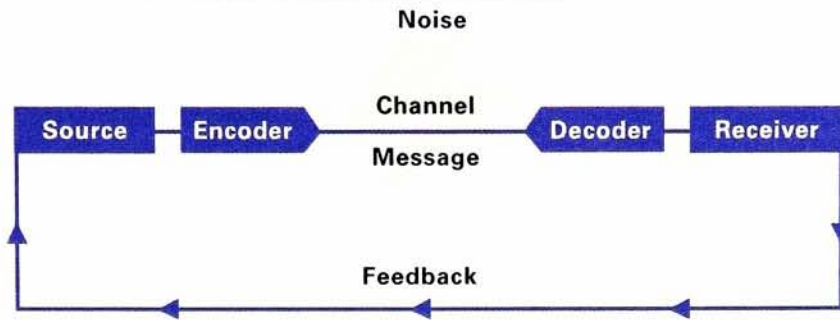 Noise
Channel
Source Encoder Decoder Receiver
Message
Feedback